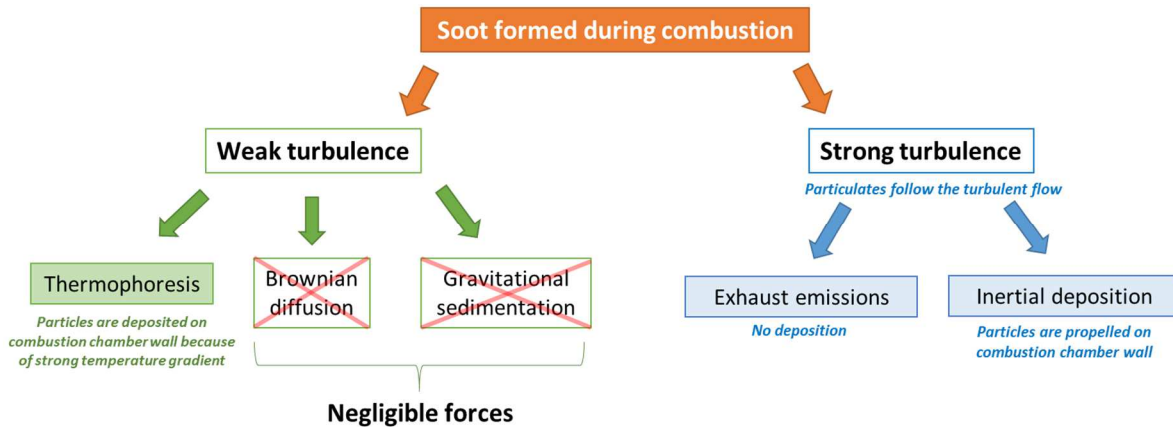 Soot formed during combustion
Weak turbulence
Strong turbulence
Particulates follow the turbulent flow
Thermophoresis
Particles are deposited on
combustion chamber wall because
of strong temperature gradient
Brownian
diffusion
Gravitational
sedimentation
Negligible forces
Exhaust emissions
No deposition
Inertial deposition
Particles are propelled on
combustion chamber wall